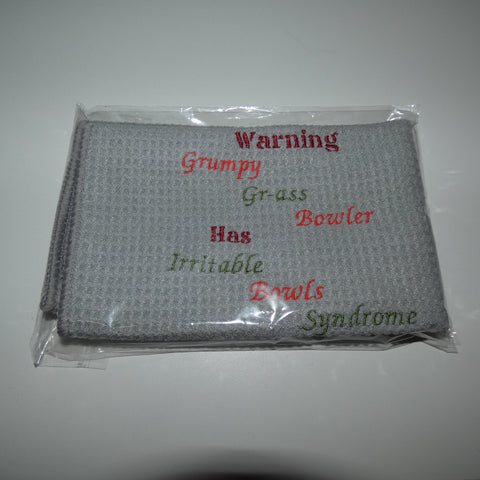 Warning
Grumpy
Gr-ass
Bowler
Has
Irritable
Bowls
Syndrome